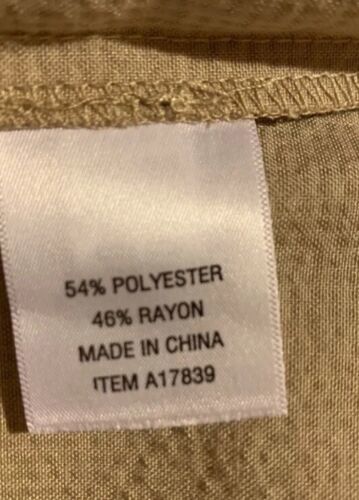 54% POLYESTER
46% RAYON
MADE IN CHINA
ITEM A17839